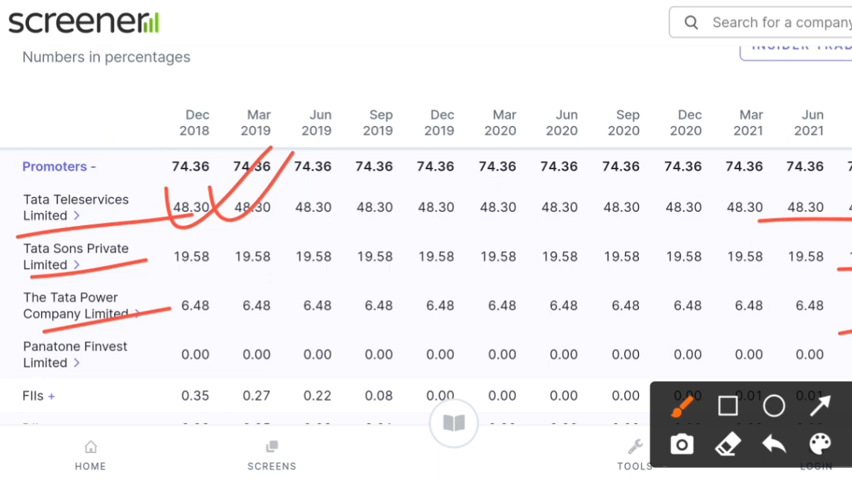 screener
Search for a company
Numbers in percentages
INSIDER TRAD
Dec Mar Jun Sep Dec Mar Jun Sep Dec Mar Jun
2018 2019 2019 2019 2019 2020 2020 2020 2020 2021 2021
Promoters - 74.36 74.36 74.36 74.36 74.36 74.36 74.36 74.36 74.36 74.36 74.36
Tata Teleservices
Limited > 48.30 48.30 48.30 48.30 48.30 48.30 48.30 48.30 48.30 48.30 48.30
Tata Sons Private
Limited > 19.58 19.58 19.58 19.58 19.58 19.58 19.58 19.58 19.58 19.58 19.58
The Tata Power
Company Limited > 6.48 6.48 6.48 6.48 6.48 6.48 6.48 6.48 6.48 6.48 6.48
Panatone Finvest
Limited > 0.00 0.00 0.00 0.00 0.00 0.00 0.00 0.00 0.00 0.00 0.00
FIIs + 0.35 0.27 0.22 0.08 0.00 0.00 0.00 0.00 0.00 0.01 0.01
HOME SCREENS TOOLS LOGIN